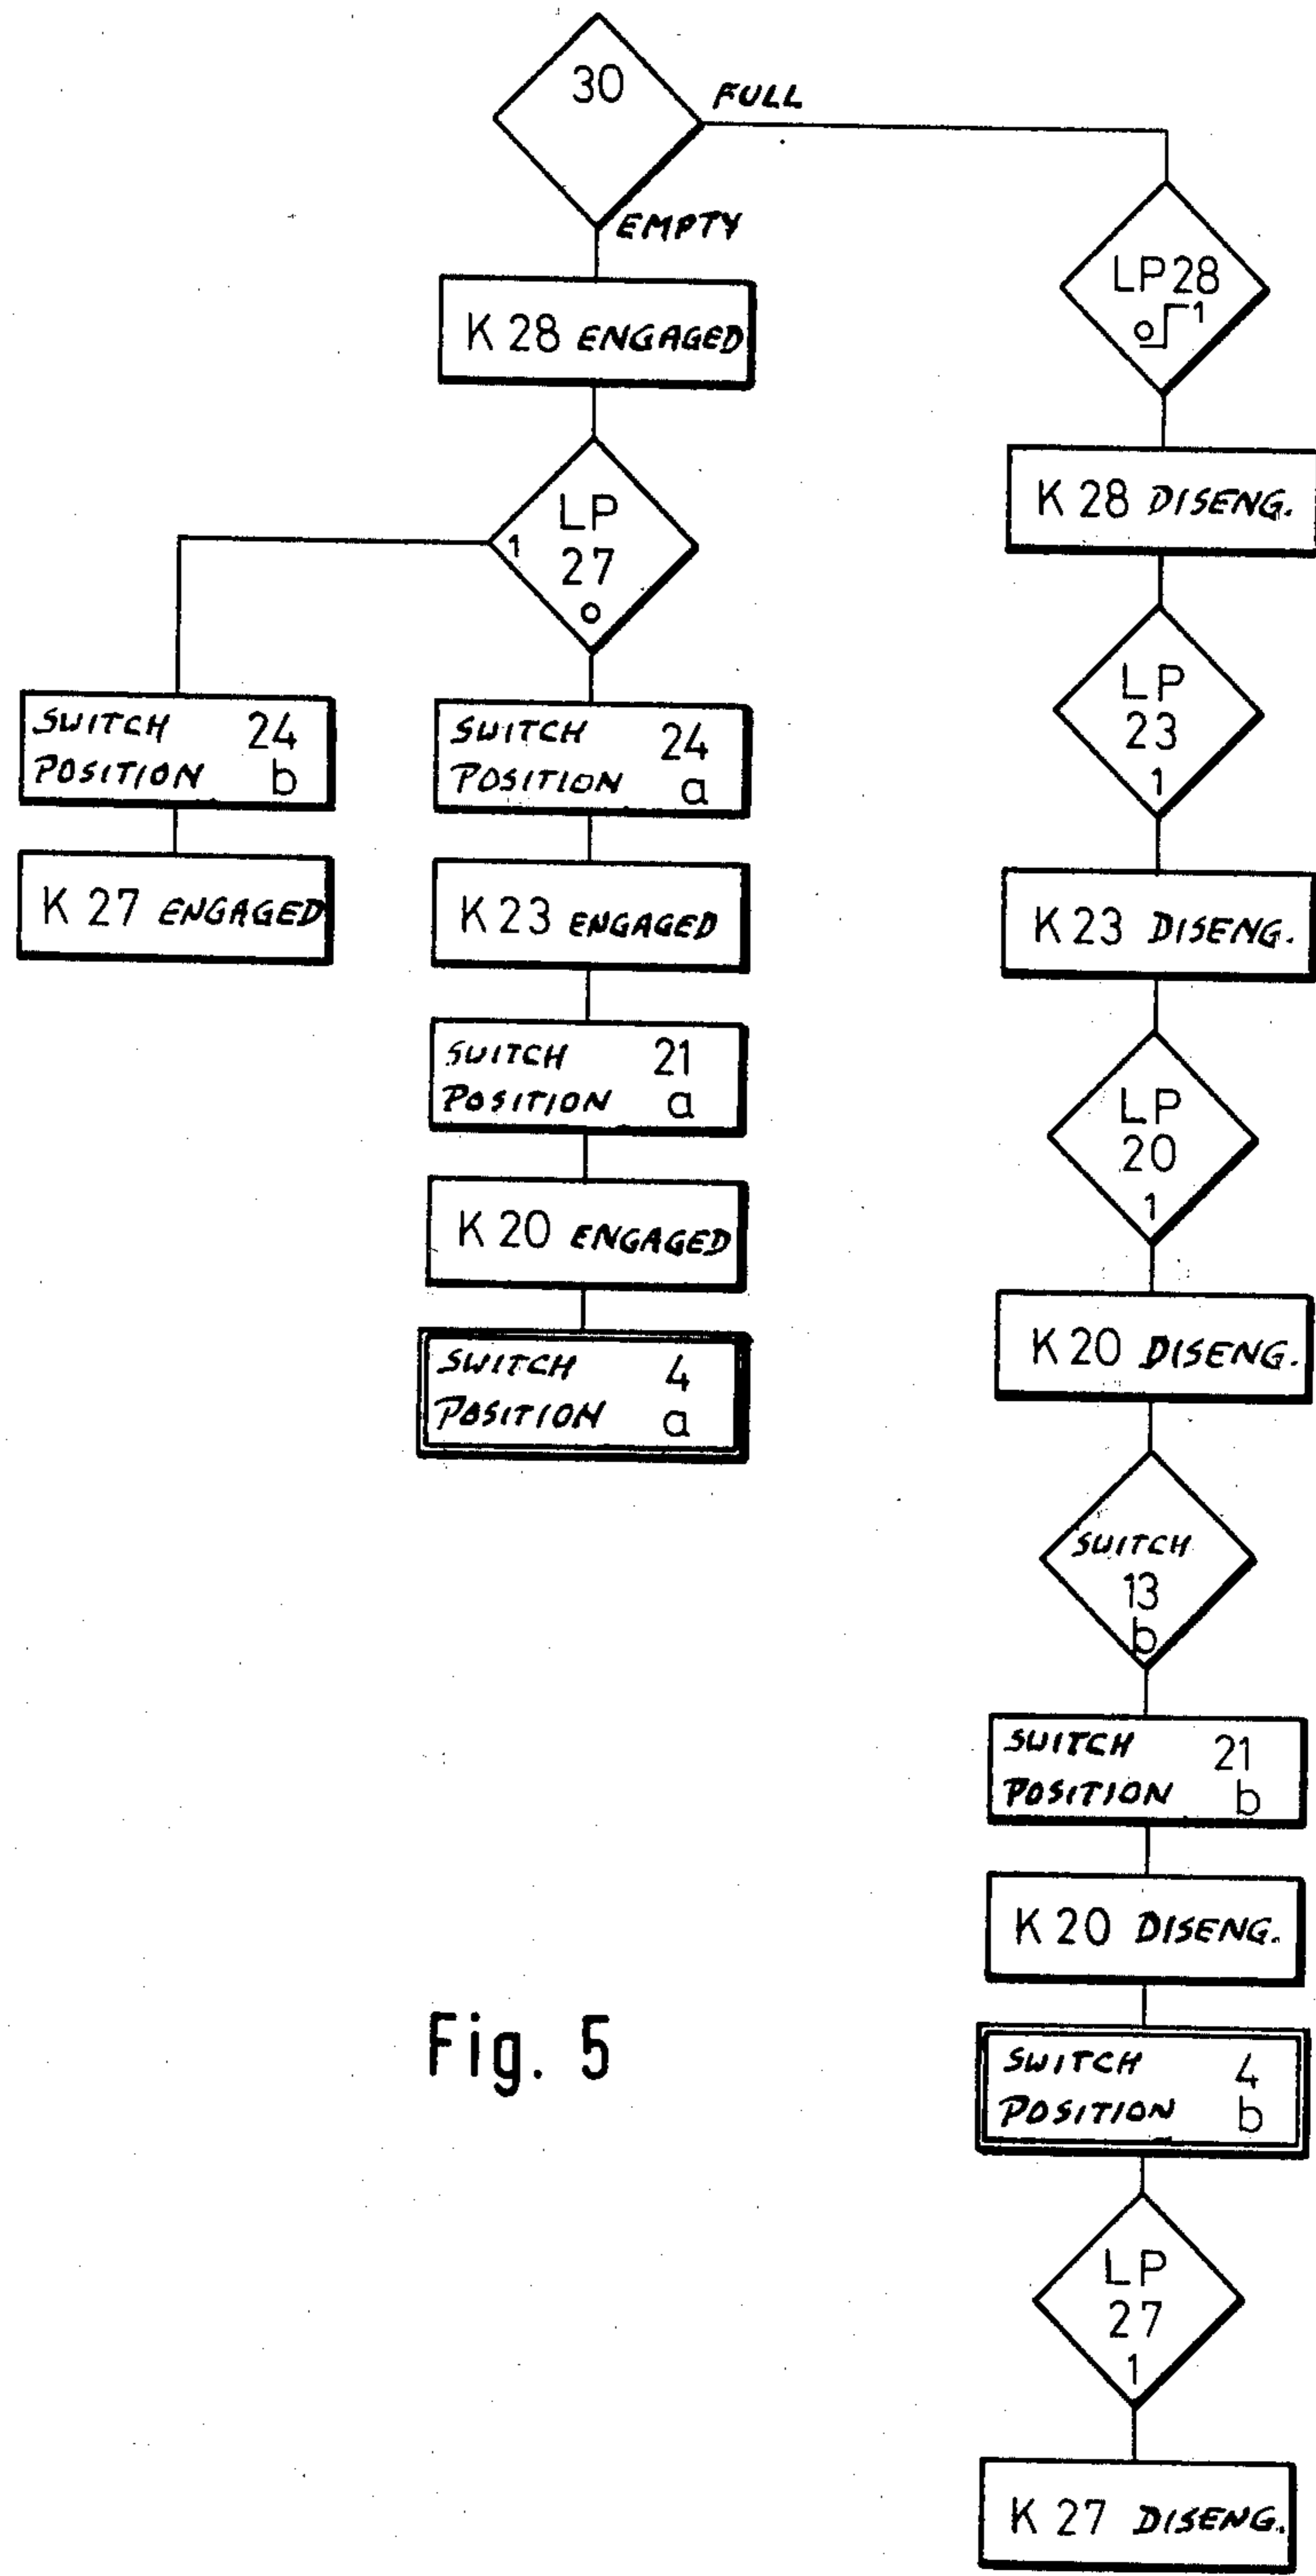 30
FULL
EMPTY
K 28 ENGAGED
LP
27
1
0
SWITCH 24
POSITION b
K 27 ENGAGED
SWITCH 24
POSITION a
K 23 ENGAGED
SWITCH 21
POSITION a
K 20 ENGAGED
SWITCH 4
POSITION a
LP28
0 1
K 28 DISENG.
LP
23
1
K 23 DISENG.
LP
20
1
K 20 DISENG.
SWITCH
13
b
SWITCH 21
POSITION b
K 20 DISENG.
SWITCH 4
POSITION b
LP
27
1
K 27 DISENG.
Fig. 5